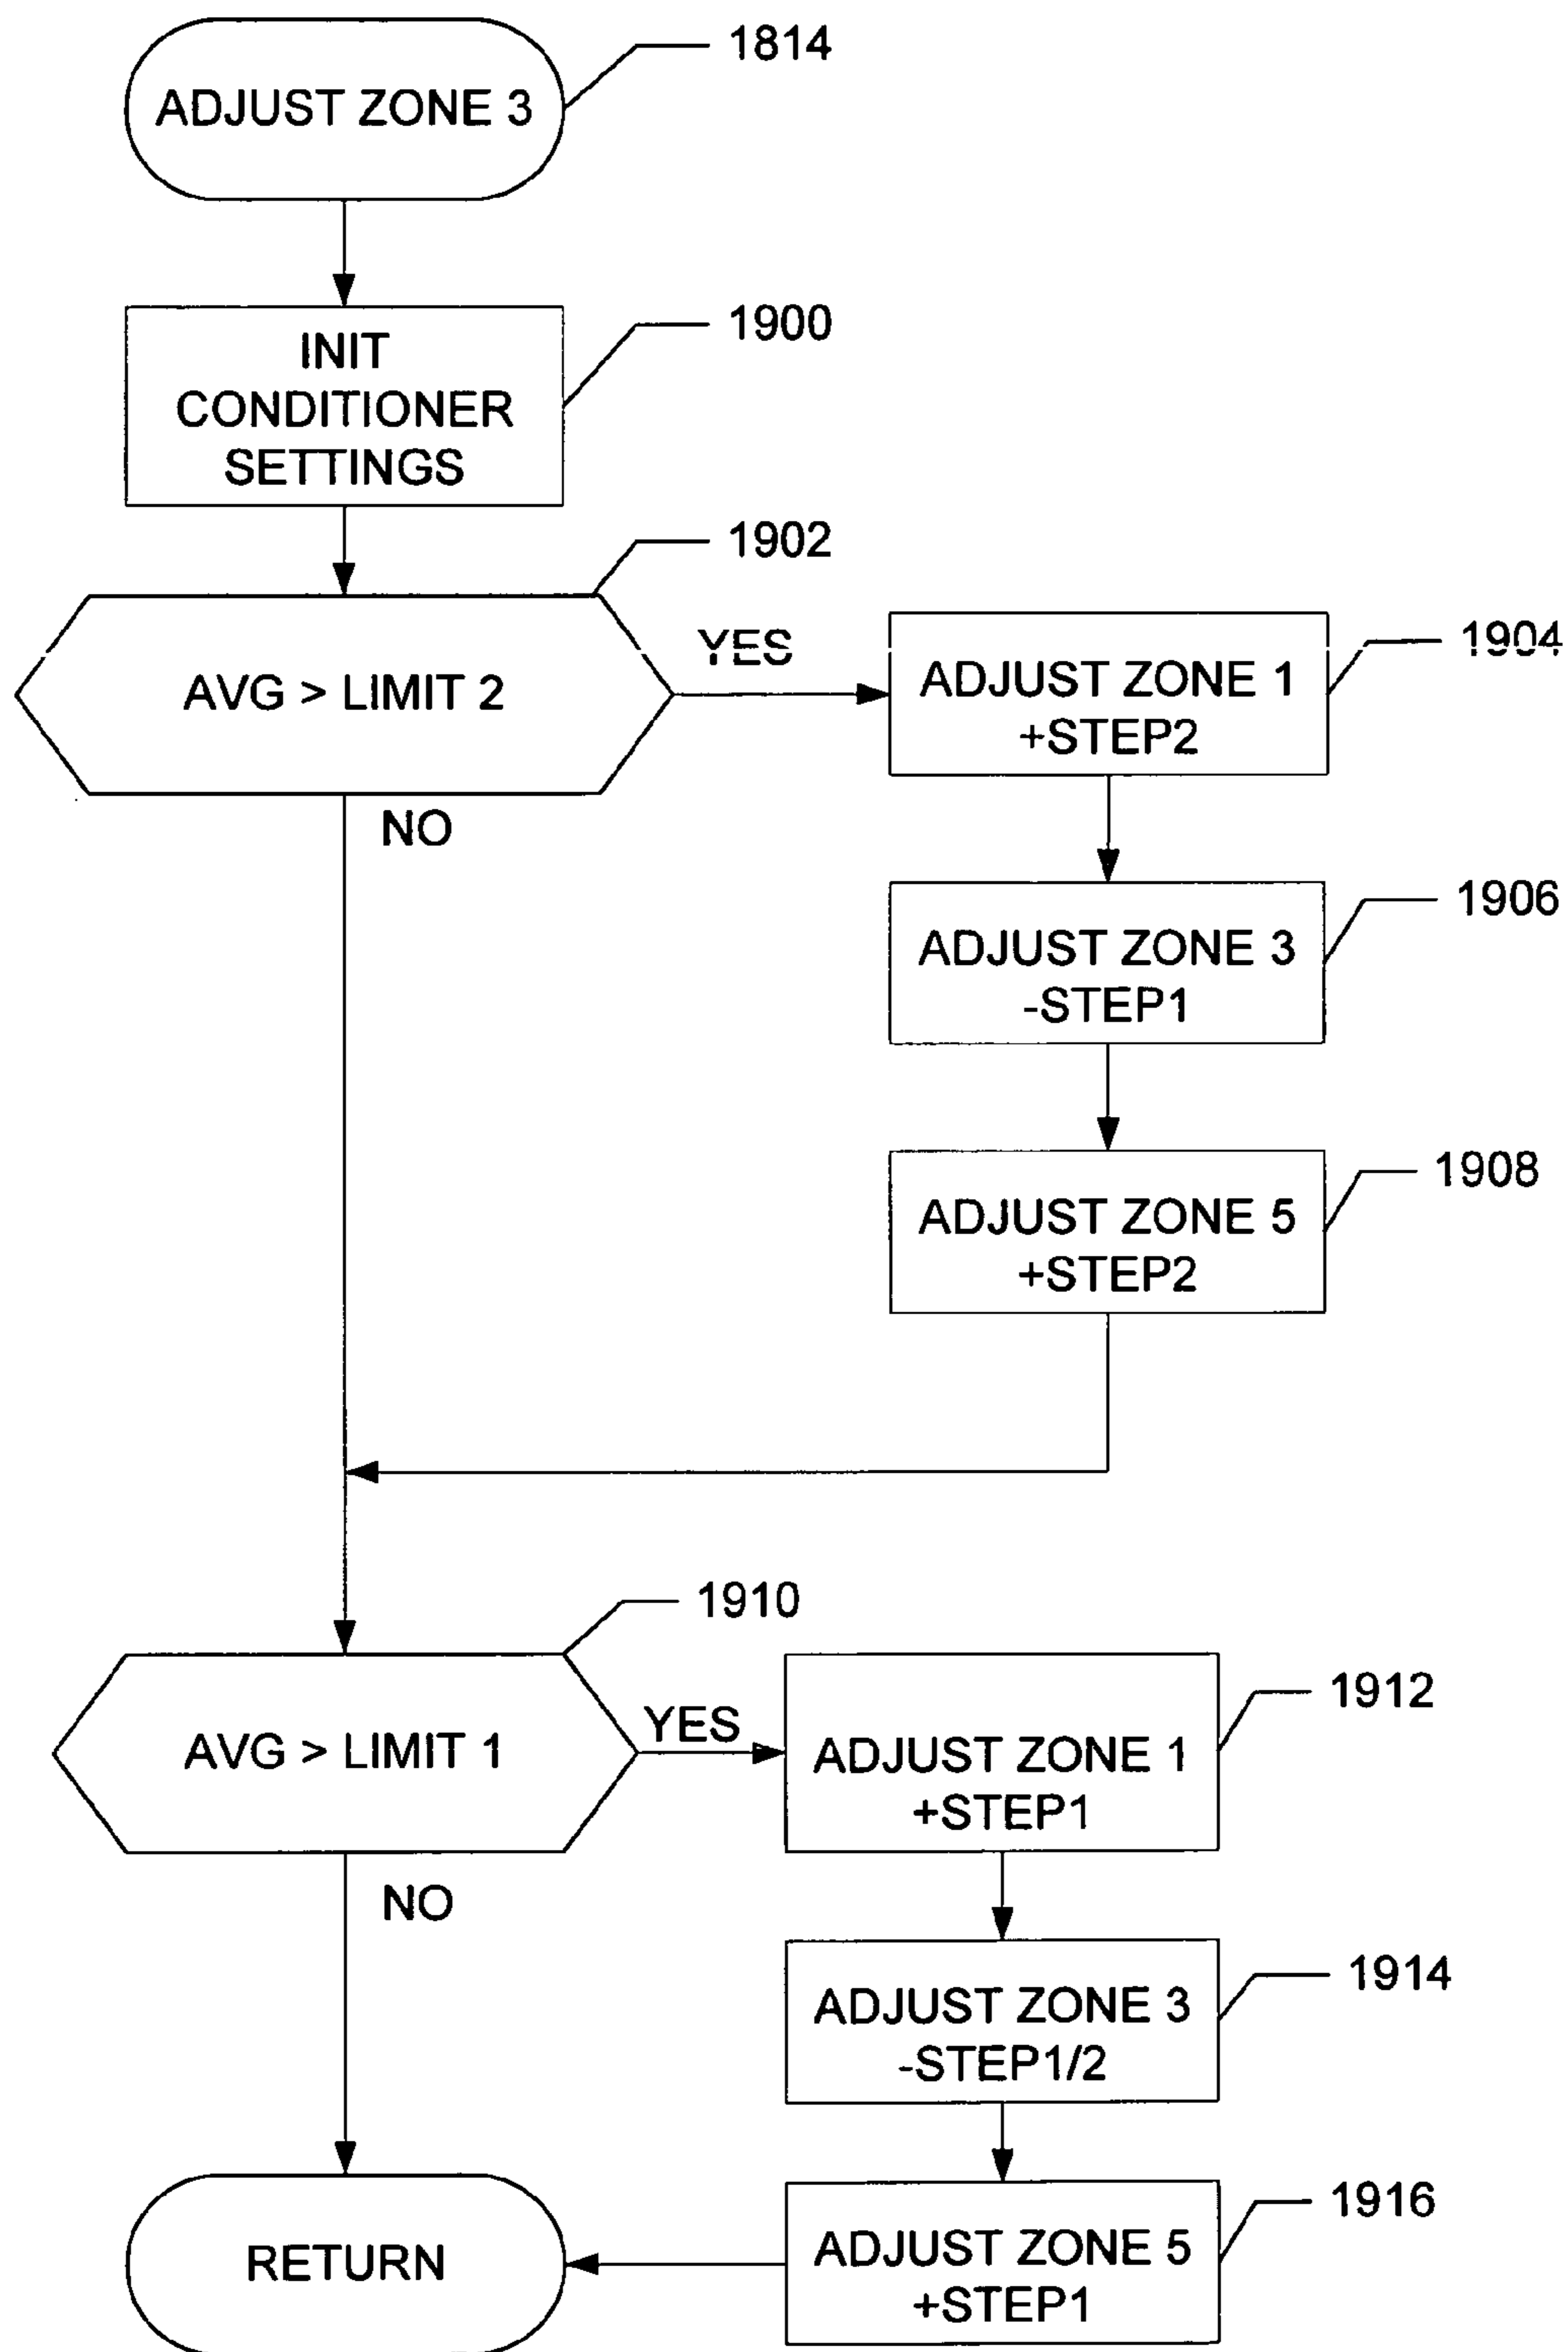 1814
ADJUST ZONE 3
1900
INIT
CONDITIONER
SETTINGS
1902
AVG > LIMIT 2
YES
NO
1904
ADJUST ZONE 1
+STEP2
1906
ADJUST ZONE 3
-STEP1
1908
ADJUST ZONE 5
+STEP2
1910
AVG > LIMIT 1
YES
NO
1912
ADJUST ZONE 1
+STEP1
1914
ADJUST ZONE 3
-STEP1/2
1916
ADJUST ZONE 5
+STEP1
RETURN